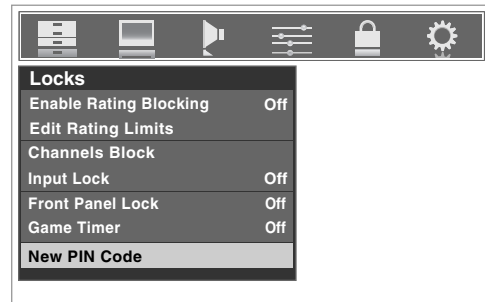 Locks
Enable Rating Blocking Off
Edit Rating Limits
Channels Block
Input Lock Off
Front Panel Lock Off
Game Timer Off
New PIN Code